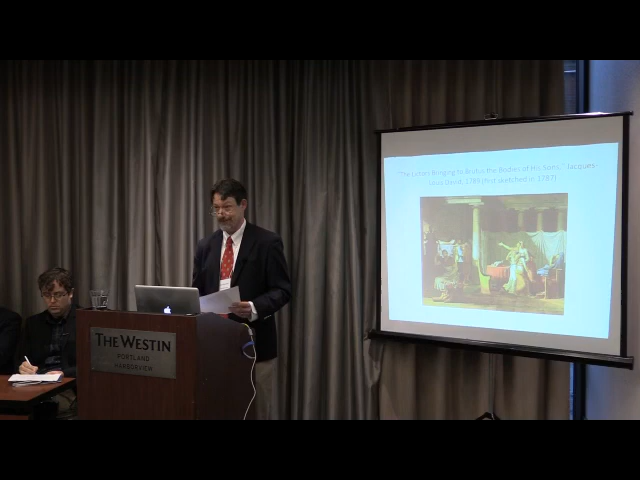 "The Lictors Bringing to Brutus the Bodies of His Sons," Jacques-
Louis David, 1789 (first sketched in 1787)
THE WESTIN
PORTLAND
HARBORVIEW